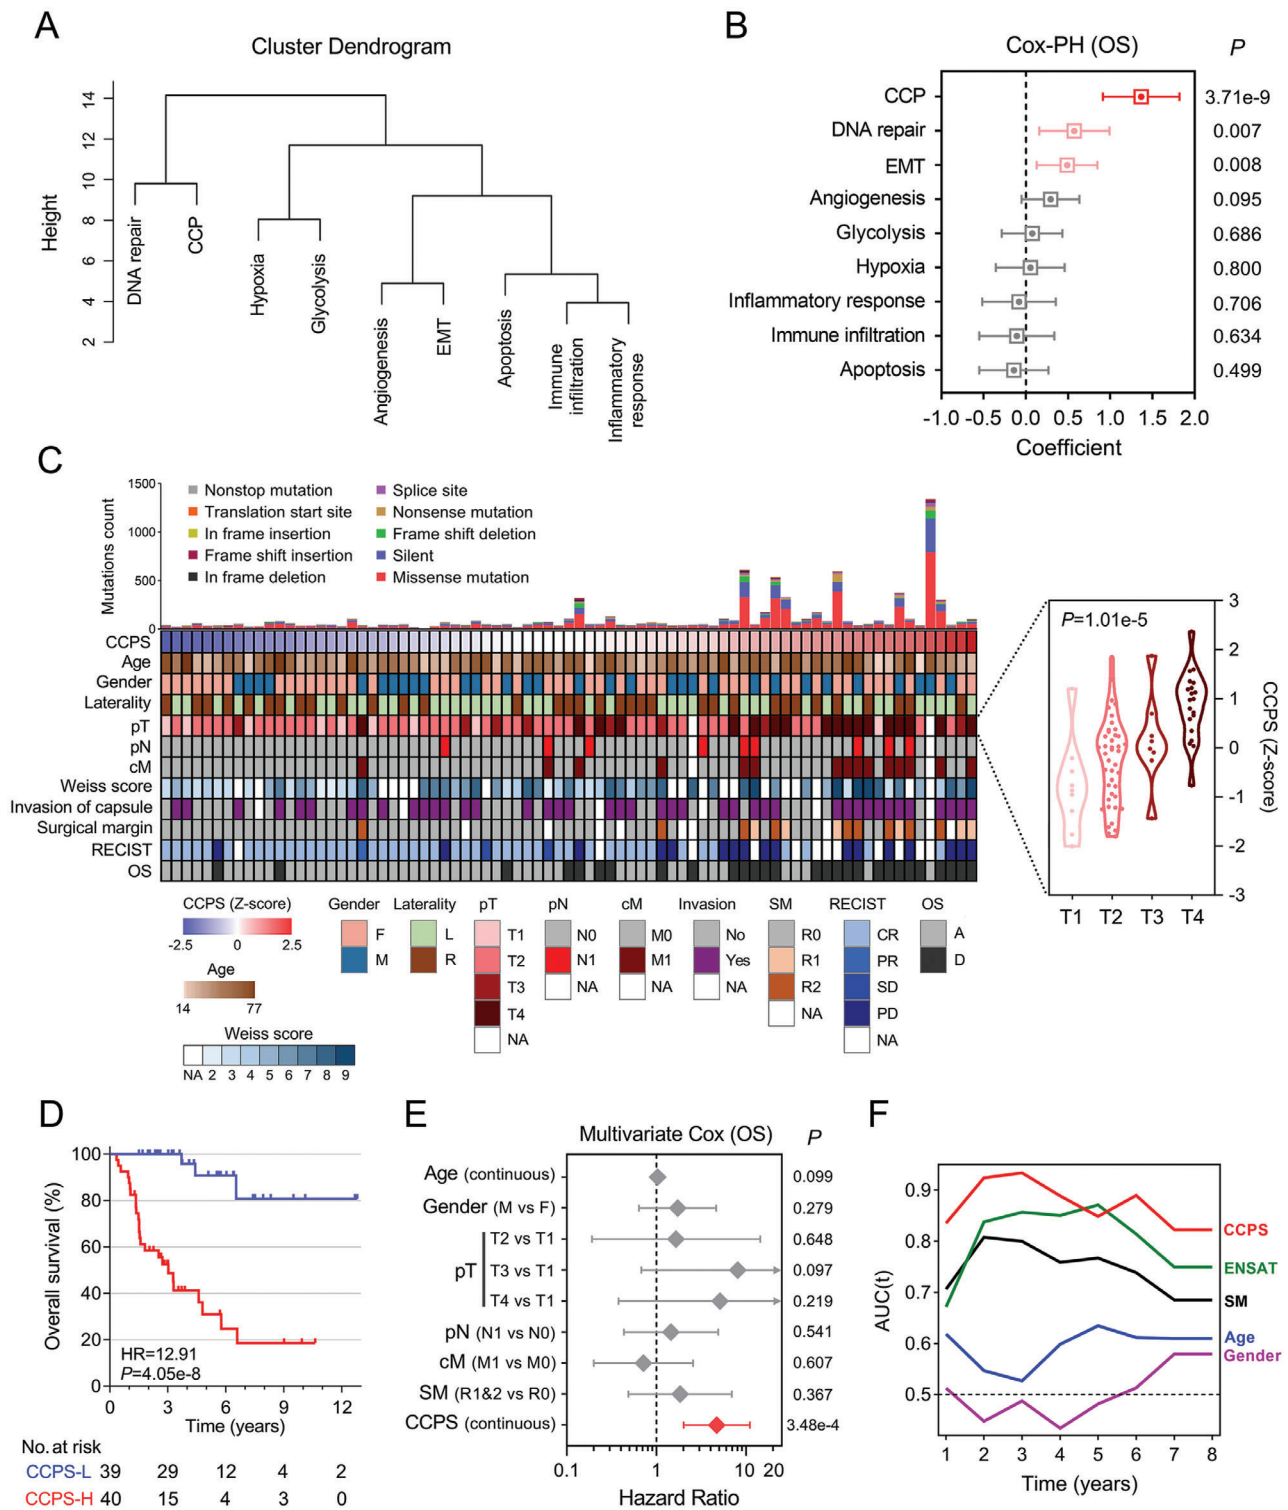 A
Cluster Dendrogram
Height
14
12
10
8
6
4
2
DNA repair
CCP
Hypoxia
Glycolysis
Angiogenesis
EMT
Apoptosis
Immune
infiltration
Inflammatory
response
B
Cox-PH (OS) P
CCP 3.71e-9
DNA repair 0.007
EMT 0.008
Angiogenesis 0.095
Glycolysis 0.686
Hypoxia 0.800
Inflammatory response 0.706
Immune infiltration 0.634
Apoptosis 0.499
-1.0 -0.5 0.0 0.5 1.0 1.5 2.0
Coefficient
C
Mutations count
1500
1000
500
0
Nonstop mutation
Translation start site
In frame insertion
Frame shift insertion
In frame deletion
Splice site
Nonsense mutation
Frame shift deletion
Silent
Missense mutation
CCPS
Age
Gender
Laterality
pT
pN
cM
Weiss score
Invasion of capsule
Surgical margin
RECIST
OS
P=1.01e-5
3
2
1
0
-1
-2
-3
CCPS (Z-score)
T1 T2 T3 T4
CCPS (Z-score)
-2.5 0 2.5
Age
14 77
Weiss score
NA 2 3 4 5 6 7 8 9
Gender
F
M
Laterality
L
R
pT
T1
T2
T3
T4
NA
pN
N0
N1
NA
cM
M0
M1
NA
Invasion
No
Yes
NA
SM
R0
R1
R2
NA
RECIST
CR
PR
SD
PD
NA
OS
A
D
D
Overall survival (%)
100
80
60
40
20
0
HR=12.91
P=4.05e-8
0 3 6 9 12
Time (years)
No. at risk
CCPS-L 39 29 12 4 2
CCPS-H 40 15 4 3 0
E
Multivariate Cox (OS) P
Age (continuous) 0.099
Gender (M vs F) 0.279
pT
T2 vs T1 0.648
T3 vs T1 0.097
T4 vs T1 0.219
pN (N1 vs N0) 0.541
cM (M1 vs M0) 0.607
SM (R1&2 vs R0) 0.367
CCPS (continuous) 3.48e-4
0.1 1 10 20
Hazard Ratio
F
AUC(t)
0.9
0.8
0.7
0.6
0.5
CCPS
ENSAT
SM
Age
Gender
1 2 3 4 5 6 7 8
Time (years)